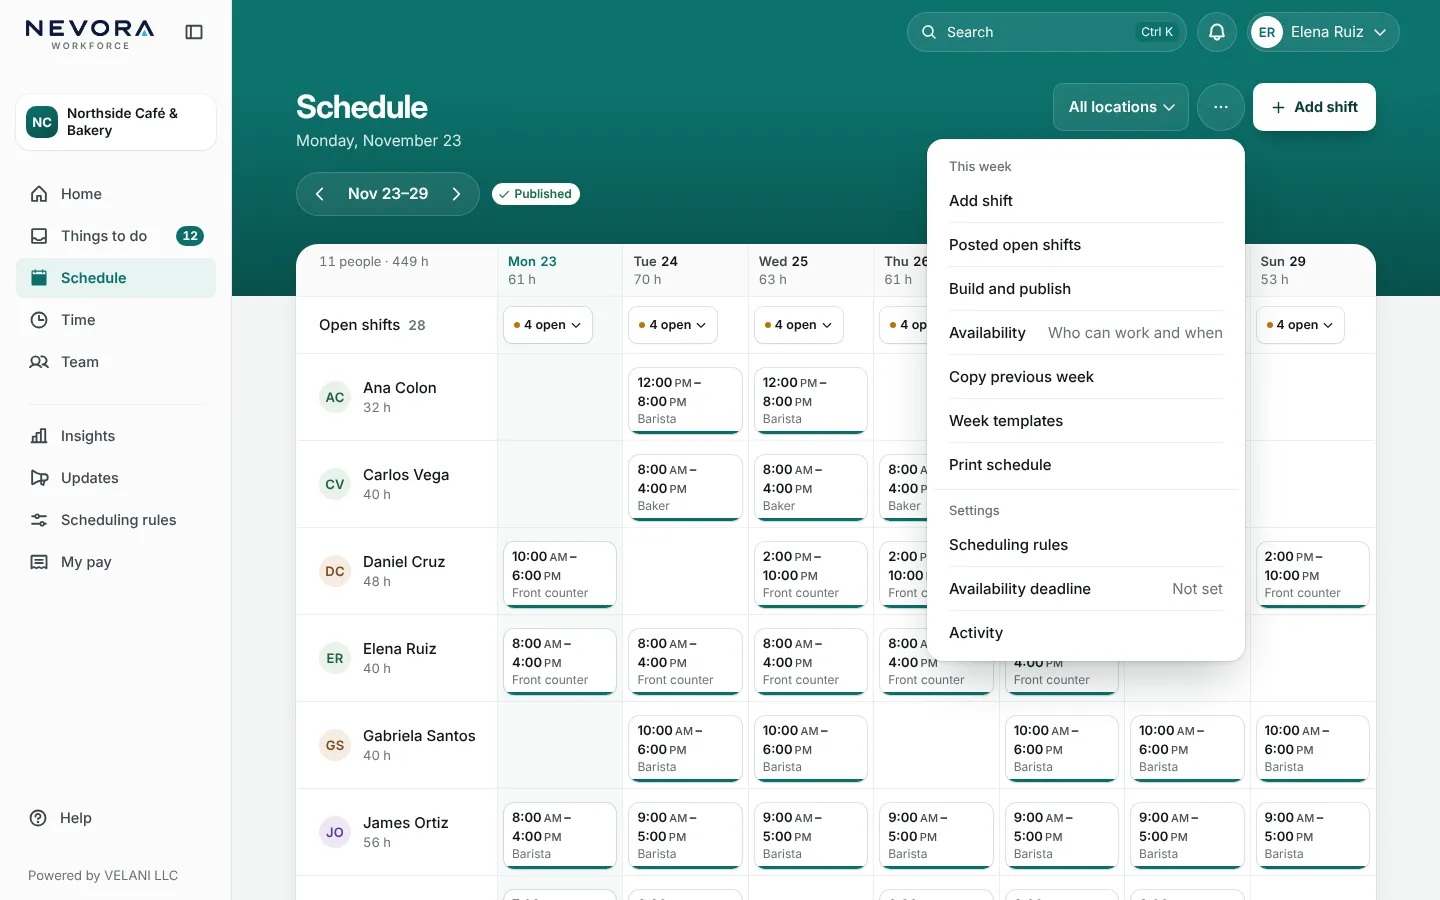 NEVORA
WORKFORCE
Search
Ctrl K
ER
Elena Ruiz
NC
Northside Café &
Bakery
Home
Things to do 12
Schedule
Time
Team
Insights
Updates
Scheduling rules
My pay
Help
Powered by VELANI LLC
Schedule
Monday, November 23
All locations
Add shift
Nov 23–29
Published
This week
Add shift
Posted open shifts
Build and publish
Availability Who can work and when
Copy previous week
Week templates
Print schedule
Settings
Scheduling rules
Availability deadline Not set
Activity
11 people · 449 h
Mon 23
61 h
Tue 24
70 h
Wed 25
63 h
Thu 26
61 h
Sun 29
53 h
Open shifts 28
4 open
4 open
4 open
4 op
4 open
AC
Ana Colon
32 h
12:00 PM –
8:00 PM
Barista
12:00 PM –
8:00 PM
Barista
CV
Carlos Vega
40 h
8:00 AM –
4:00 PM
Baker
8:00 AM –
4:00 PM
Baker
8:00 A
4:00 P
Baker
DC
Daniel Cruz
48 h
10:00 AM –
6:00 PM
Front counter
2:00 PM –
10:00 PM
Front counter
2:00 P
10:00
Front c
2:00 PM –
10:00 PM
Front counter
ER
Elena Ruiz
40 h
8:00 AM –
4:00 PM
Front counter
8:00 AM –
4:00 PM
Front counter
8:00 AM –
4:00 PM
Front counter
8:00 A
4:00 PM
Front counter
4:00 PM
Front counter
GS
Gabriela Santos
40 h
10:00 AM –
6:00 PM
Barista
10:00 AM –
6:00 PM
Barista
10:00 AM –
6:00 PM
Barista
10:00 AM –
6:00 PM
Barista
10:00 AM –
6:00 PM
Barista
JO
James Ortiz
56 h
8:00 AM –
4:00 PM
Barista
9:00 AM –
5:00 PM
Barista
9:00 AM –
5:00 PM
Barista
9:00 AM –
5:00 PM
Barista
9:00 AM –
5:00 PM
Barista
9:00 AM –
5:00 PM
Barista
9:00 AM –
5:00 PM
Barista